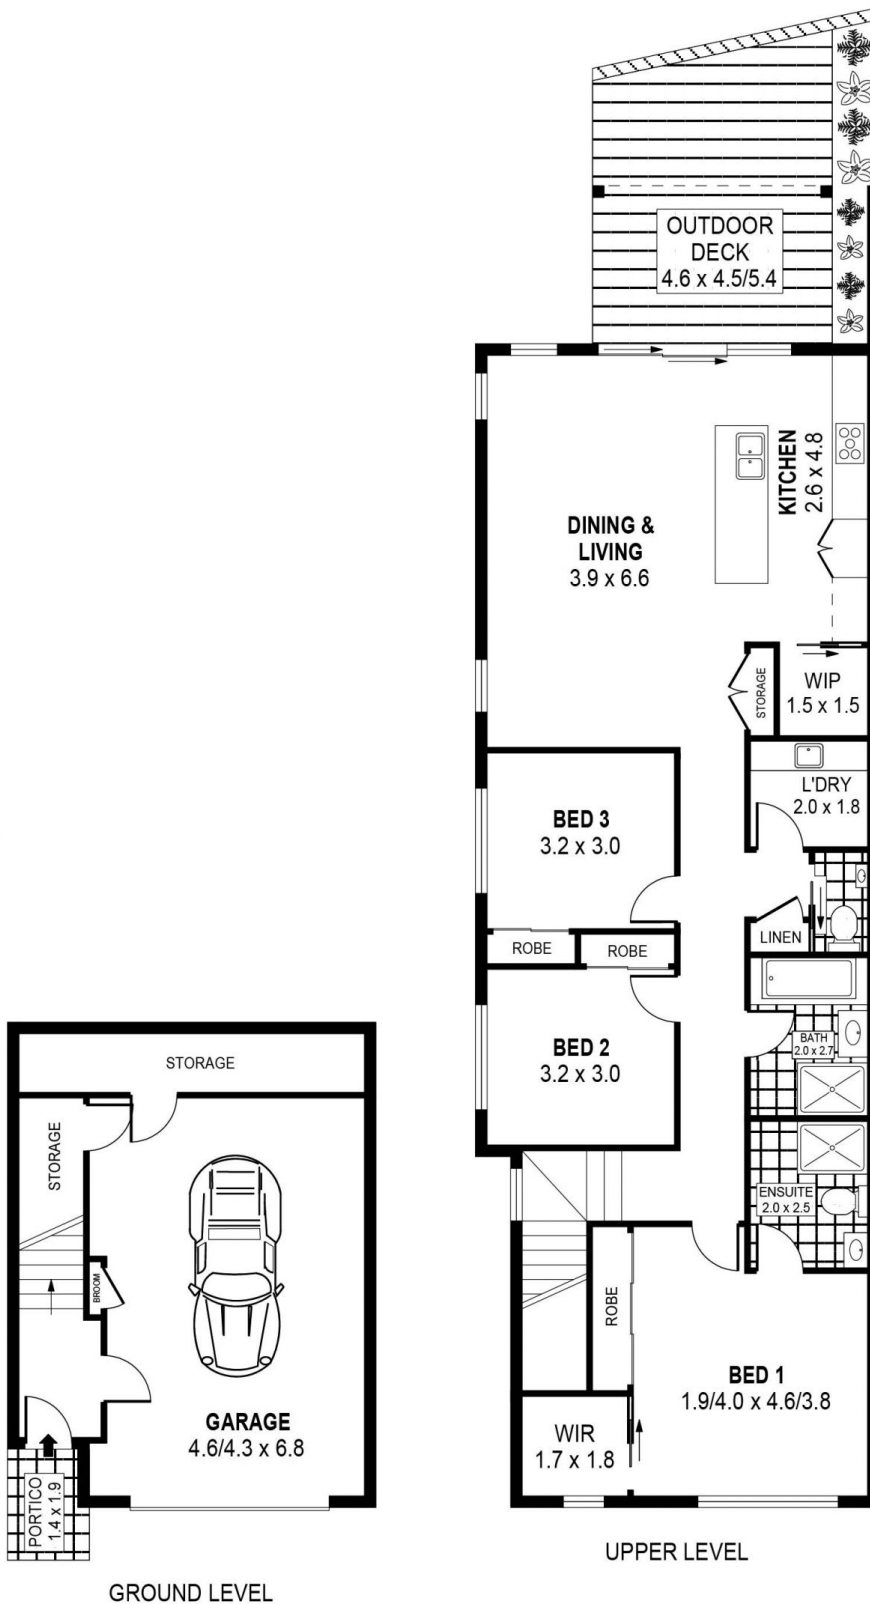 OUTDOOR
DECK
4.6 x 4.5/5.4
KITCHEN
2.6 x 4.8
DINING &
LIVING
3.9 x 6.6
STORAGE
WIP
1.5 x 1.5
L'DRY
2.0 x 1.8
BED 3
3.2 x 3.0
LINEN
ROBE
ROBE
BED 2
3.2 x 3.0
BATH
2.0 x 2.7
ENSUITE
2.0 x 2.5
ROBE
BED 1
1.9/4.0 x 4.6/3.8
WIR
1.7 x 1.8
UPPER LEVEL
STORAGE
STORAGE
BROOM
GARAGE
4.6/4.3 x 6.8
PORTICO
1.4 x 1.9
GROUND LEVEL